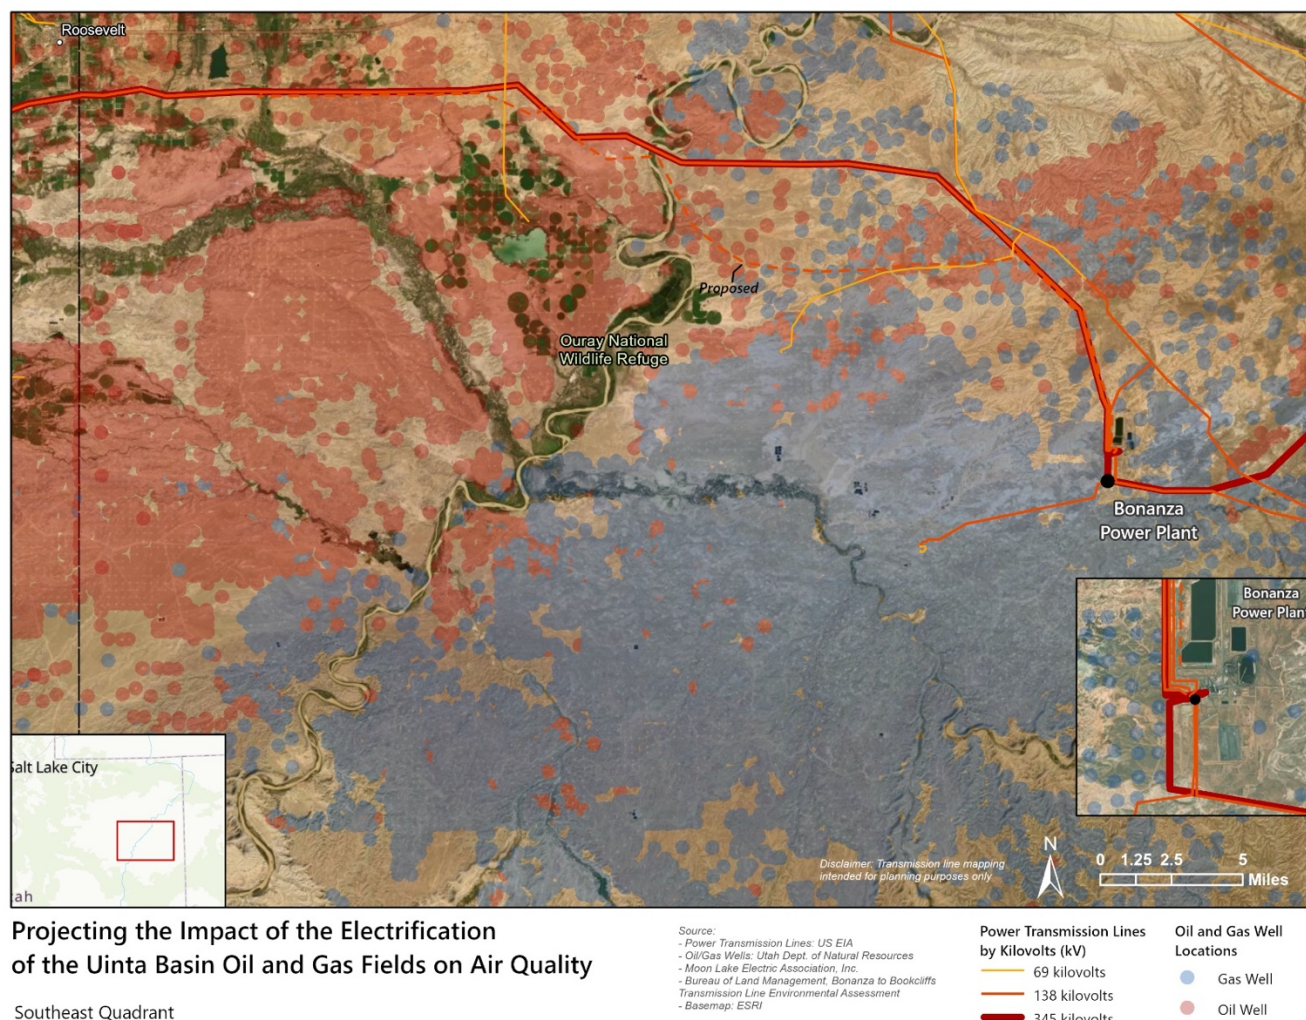 Roosevelt
Proposed
Ouray National
Wildlife Refuge
Bonanza
Power Plant
Bonanza
Power Plant
Salt Lake City
ah
Disclaimer: Transmission line mapping
intended for planning purposes only
N
0 1.25 2.5 5
Miles
Projecting the Impact of the Electrification
of the Uinta Basin Oil and Gas Fields on Air Quality
Southeast Quadrant
Source:
- Power Transmission Lines: US EIA
- Oil/Gas Wells: Utah Dept. of Natural Resources
- Moon Lake Electric Association, Inc.
- Bureau of Land Management, Bonanza to Bookcliffs
Transmission Line Environmental Assessment
- Basemap: ESRI
Power Transmission Lines
by Kilovolts (kV)
69 kilovolts
138 kilovolts
345 kilovolts
Oil and Gas Well
Locations
Gas Well
Oil Well